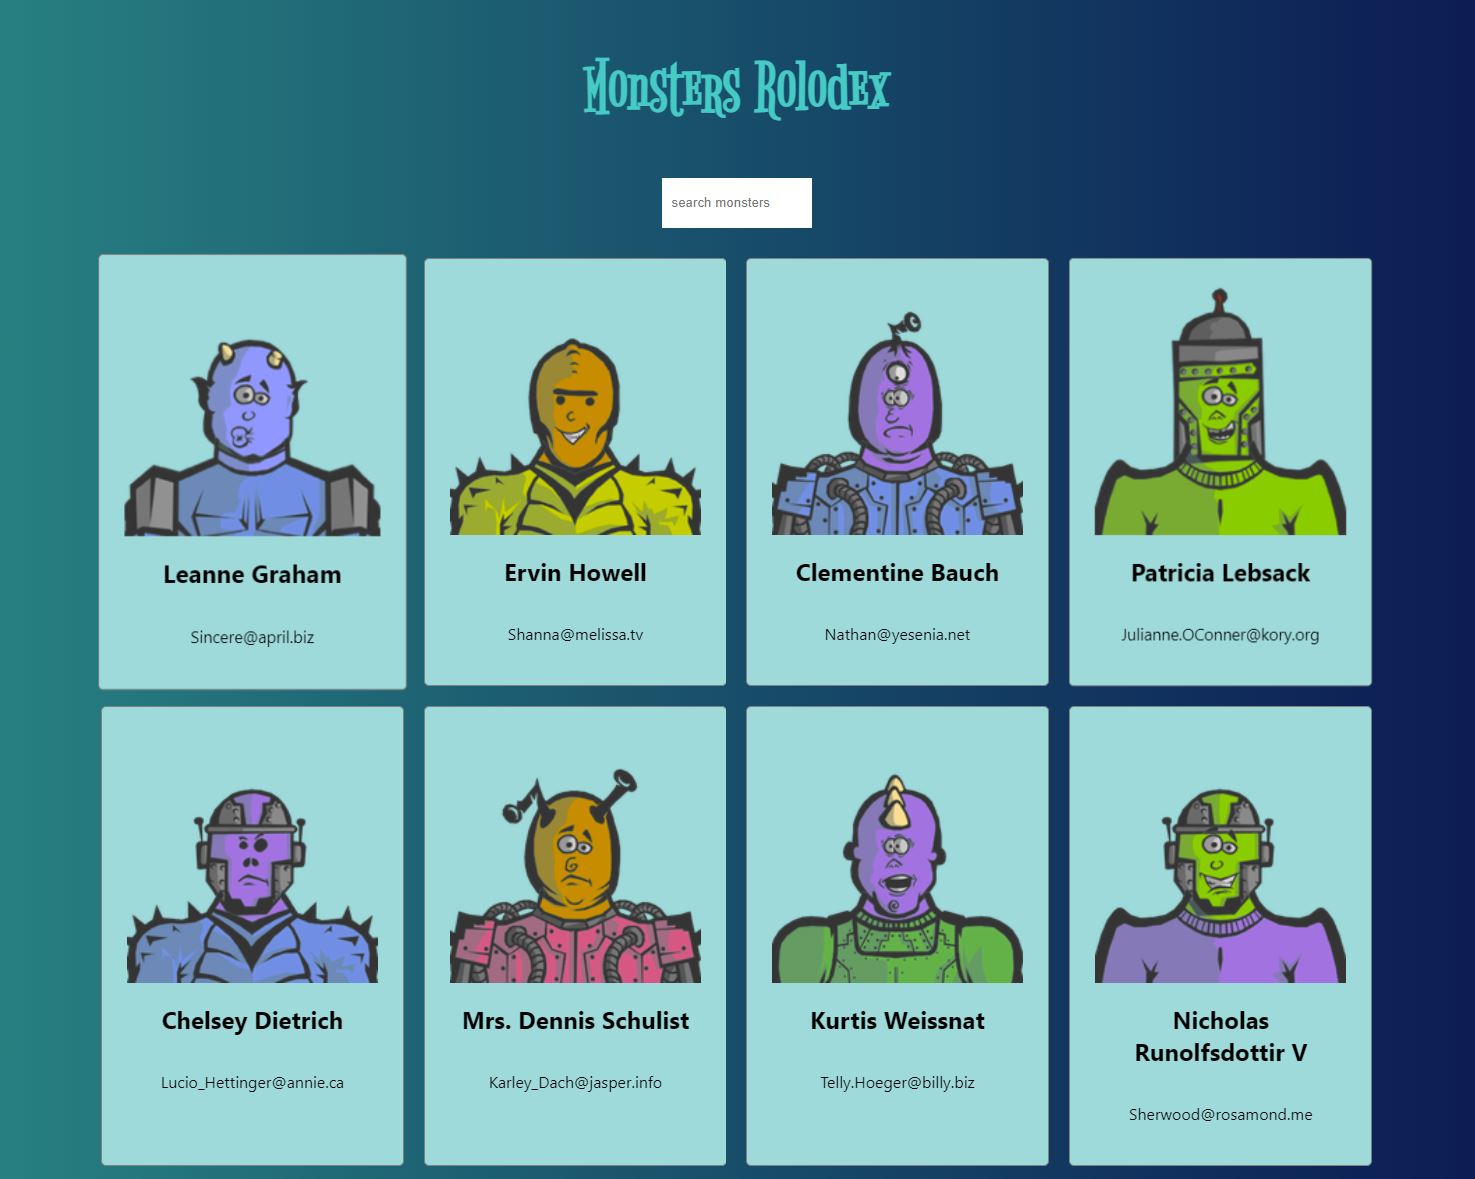 Monsters Rolodex
search monsters
Leanne Graham
Sincere@april.biz
Ervin Howell
Shanna@melissa.tv
Clementine Bauch
Nathan@yesenia.net
Patricia Lebsack
Julianne.OConner@kory.org
Chelsey Dietrich
Lucio_Hettinger@annie.ca
Mrs. Dennis Schulist
Karley_Dach@jasper.info
Kurtis Weissnat
Telly.Hoeger@billy.biz
Nicholas
Runolfsdottir V
Sherwood@rosamond.me